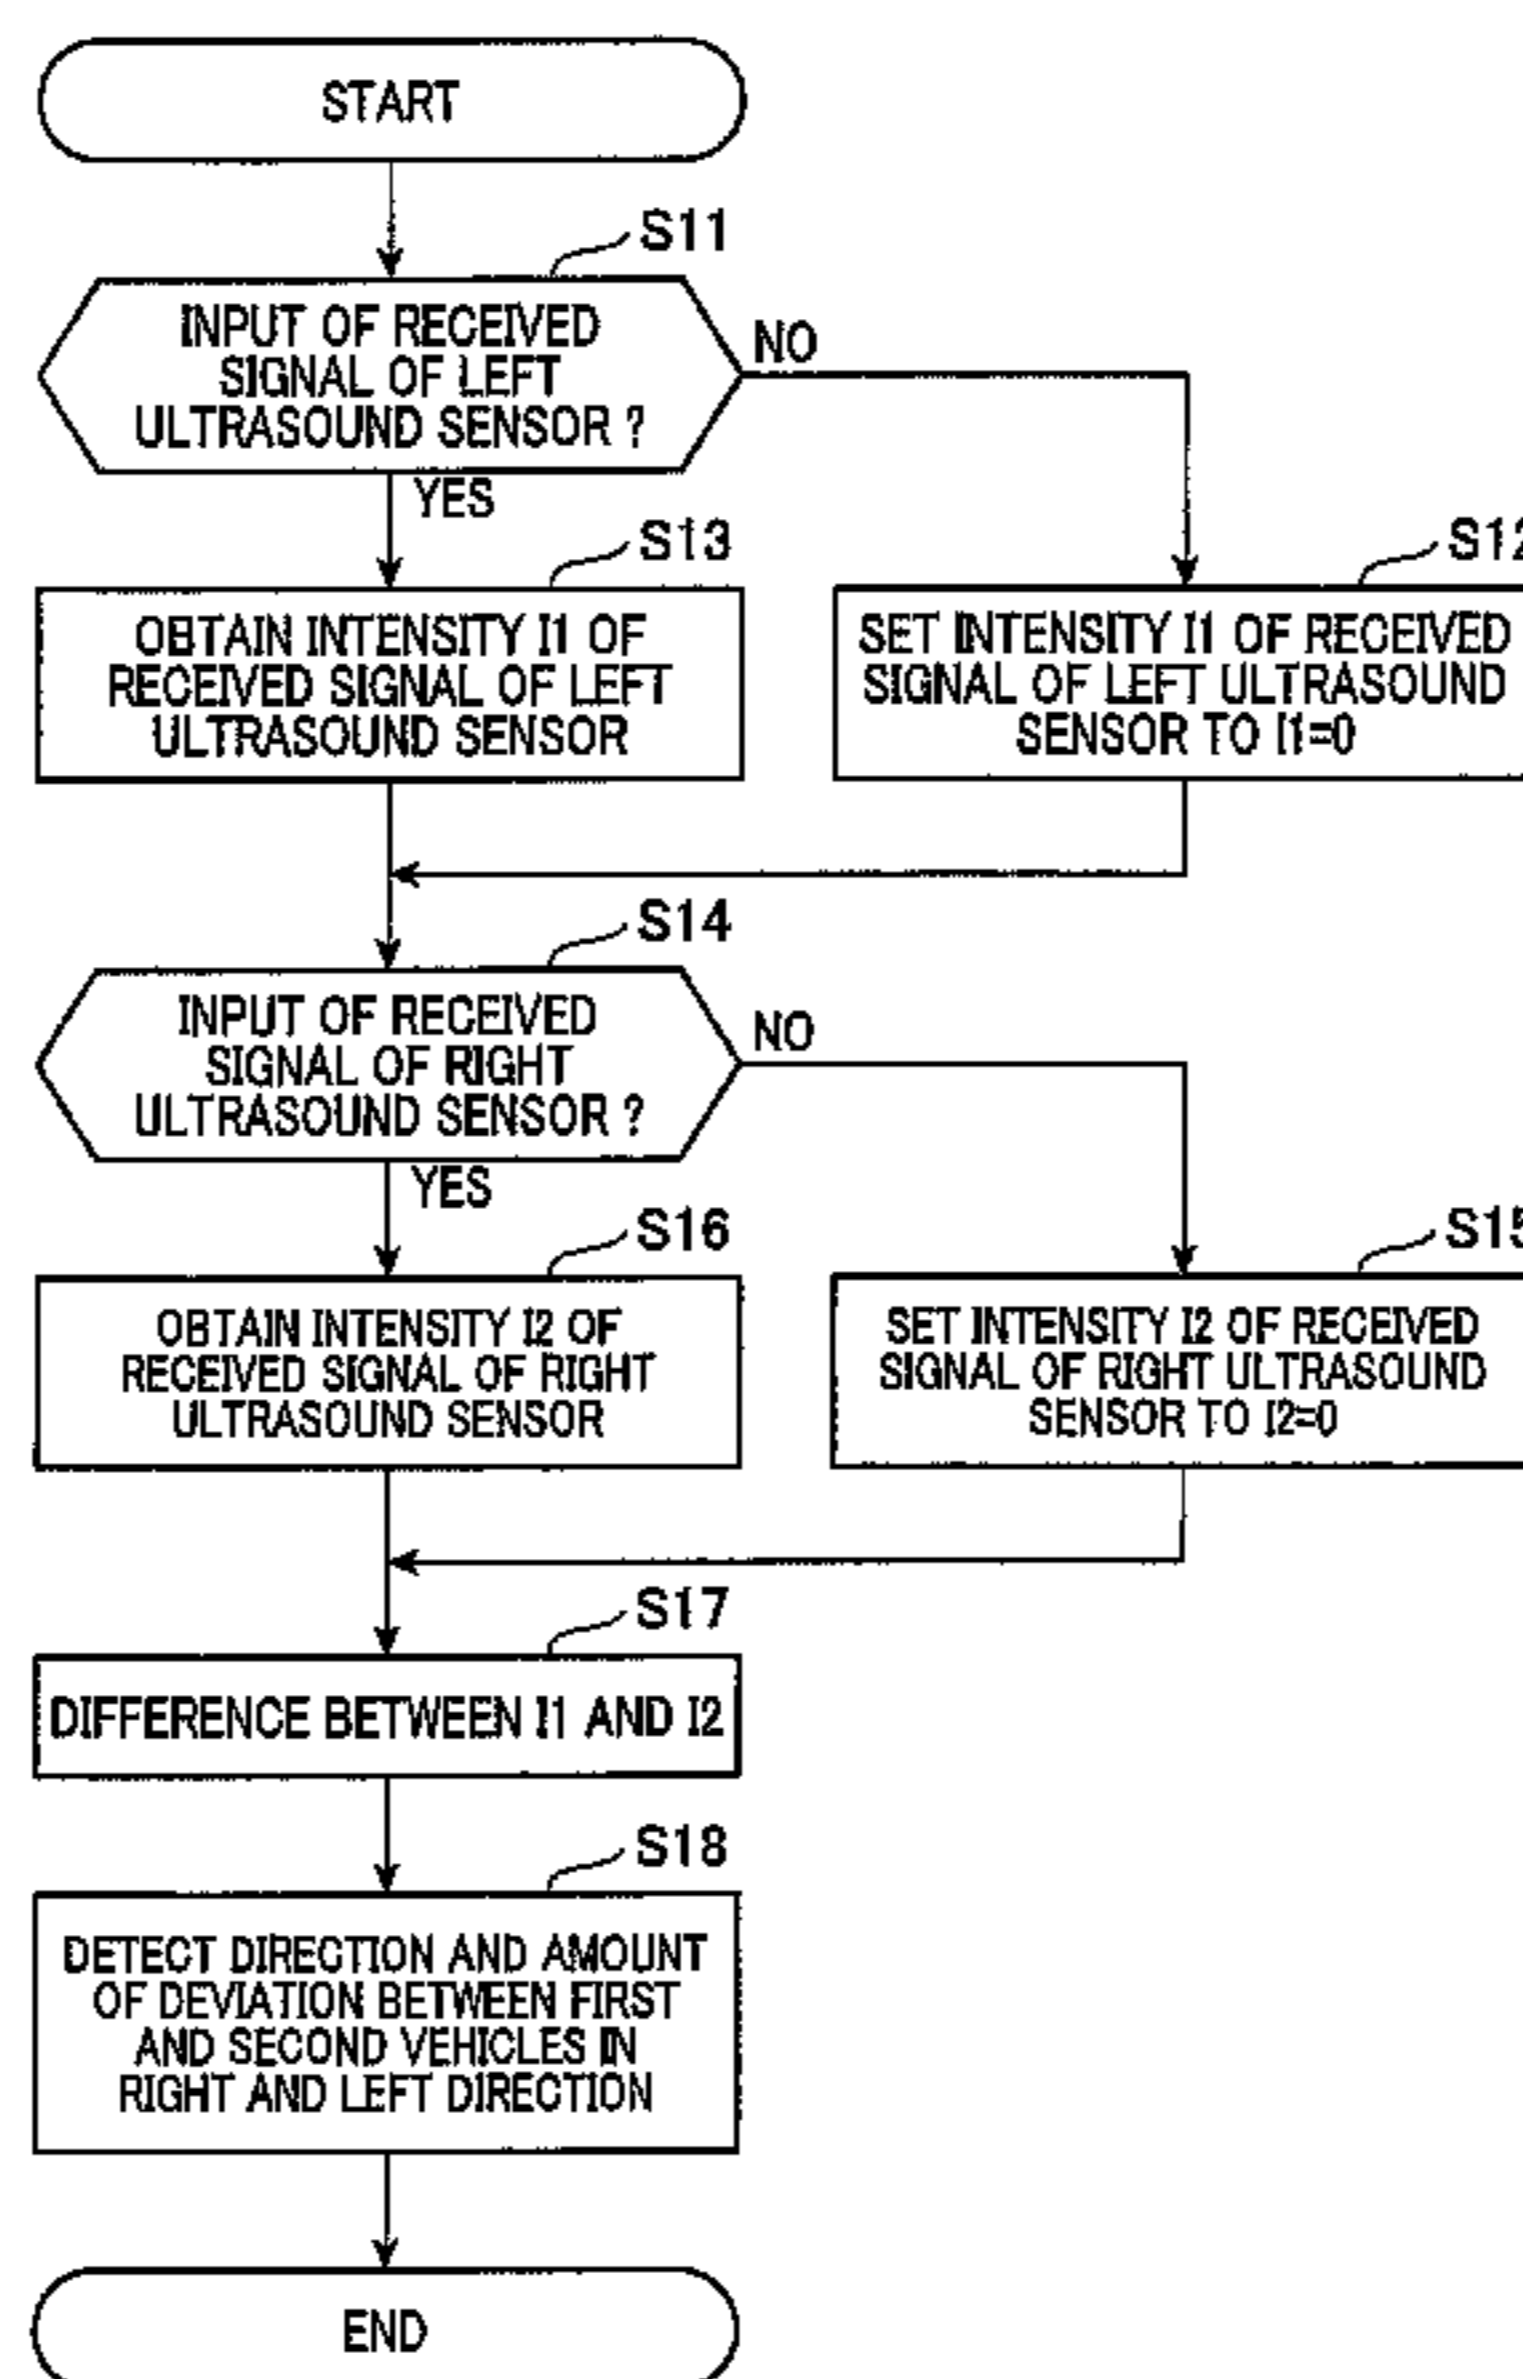 START
S11
INPUT OF RECEIVED
SIGNAL OF LEFT
ULTRASOUND SENSOR ?
NO
YES
S13
OBTAIN INTENSITY I1 OF
RECEIVED SIGNAL OF LEFT
ULTRASOUND SENSOR
S12
SET INTENSITY I1 OF RECEIVED
SIGNAL OF LEFT ULTRASOUND
SENSOR TO I1=0
S14
INPUT OF RECEIVED
SIGNAL OF RIGHT
ULTRASOUND SENSOR ?
NO
YES
S16
OBTAIN INTENSITY I2 OF
RECEIVED SIGNAL OF RIGHT
ULTRASOUND SENSOR
S15
SET INTENSITY I2 OF RECEIVED
SIGNAL OF RIGHT ULTRASOUND
SENSOR TO I2=0
S17
DIFFERENCE BETWEEN I1 AND I2
S18
DETECT DIRECTION AND AMOUNT
OF DEVIATION BETWEEN FIRST
AND SECOND VEHICLES IN
RIGHT AND LEFT DIRECTION
END